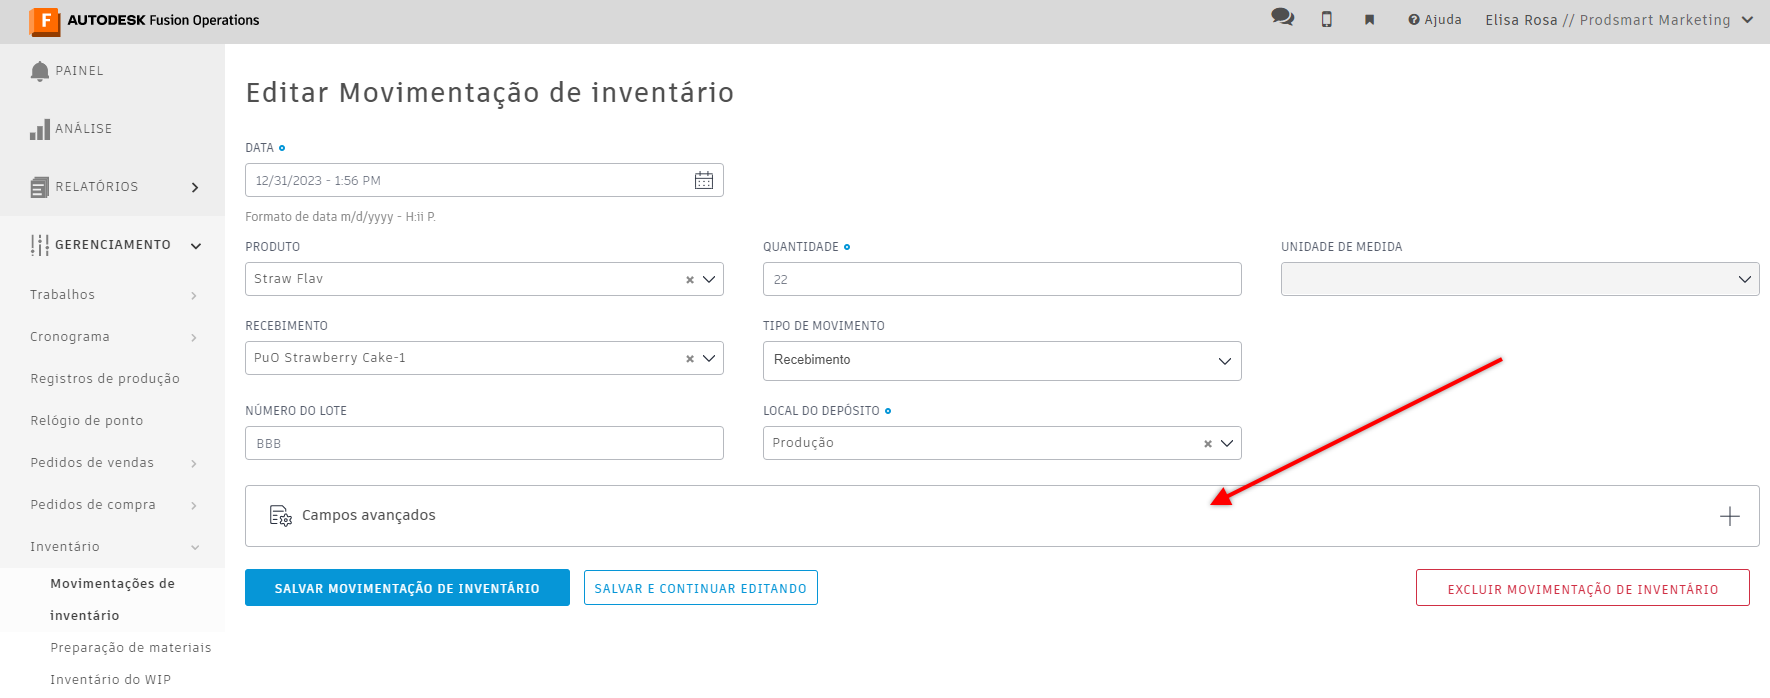 AUTODESK Fusion Operations
Ajuda
Elisa Rosa // Prodsmart Marketing
PAINEL
ANÁLISE
RELATÓRIOS
GERENCIAMENTO
Trabalhos
Cronograma
Registros de produção
Relógio de ponto
Pedidos de vendas
Pedidos de compra
Inventário
Movimentações de
inventário
Preparação de materiais
Inventário do WIP
Editar Movimentação de inventário
DATA
12/31/2023 - 1:56 PM
Formato de data m/d/yyyy - H:ii P.
PRODUTO
Straw Flav
QUANTIDADE
22
UNIDADE DE MEDIDA
RECEBIMENTO
PuO Strawberry Cake-1
TIPO DE MOVIMENTO
Recebimento
NÚMERO DO LOTE
BBB
LOCAL DO DEPÓSITO
Produção
Campos avançados
SALVAR MOVIMENTAÇÃO DE INVENTÁRIO
SALVAR E CONTINUAR EDITANDO
EXCLUIR MOVIMENTAÇÃO DE INVENTÁRIO